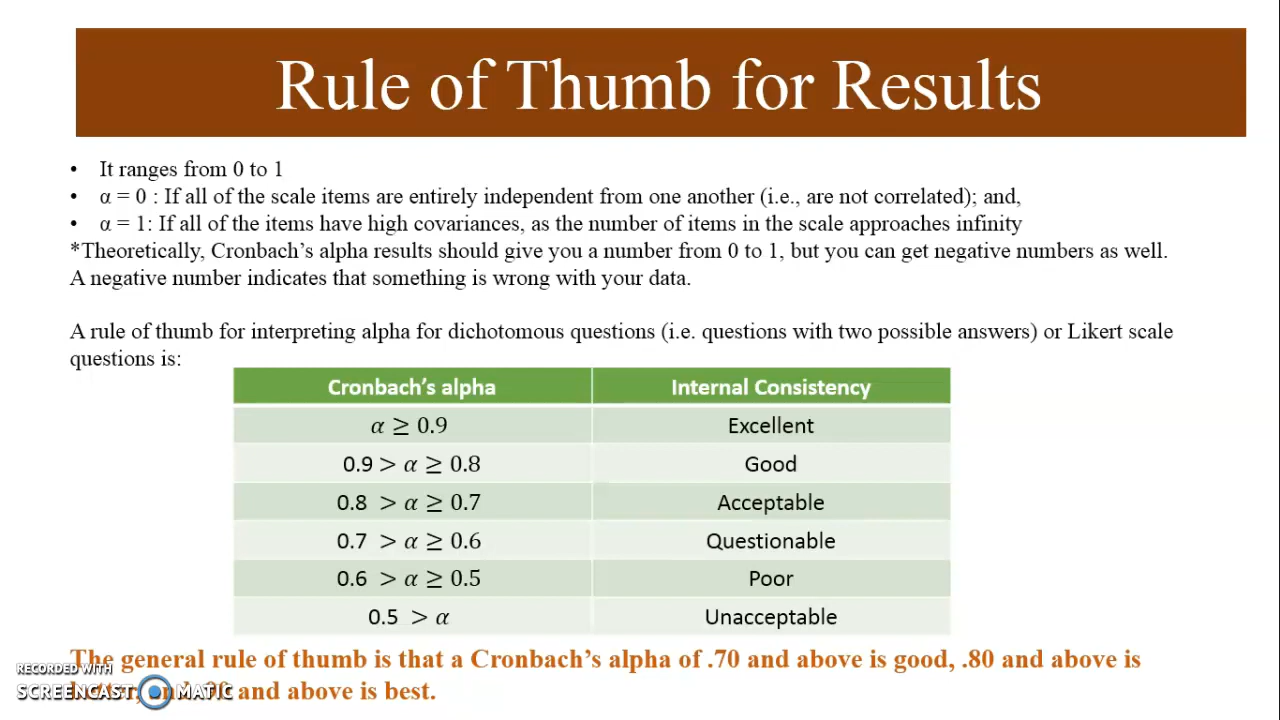 Rule of Thumb for Results
• It ranges from 0 to 1
• α = 0 : If all of the scale items are entirely independent from one another (i.e., are not correlated); and,
• α = 1: If all of the items have high covariances, as the number of items in the scale approaches infinity
*Theoretically, Cronbach’s alpha results should give you a number from 0 to 1, but you can get negative numbers as well.
A negative number indicates that something is wrong with your data.
A rule of thumb for interpreting alpha for dichotomous questions (i.e. questions with two possible answers) or Likert scale
questions is:
Cronbach’s alpha Internal Consistency
α ≥ 0.9 Excellent
0.9 > α ≥ 0.8 Good
0.8 > α ≥ 0.7 Acceptable
0.7 > α ≥ 0.6 Questionable
0.6 > α ≥ 0.5 Poor
0.5 > α Unacceptable
The general rule of thumb is that a Cronbach’s alpha of .70 and above is good, .80 and above is
and above is best.
RECORDED WITH
SCREENCAST MATIC